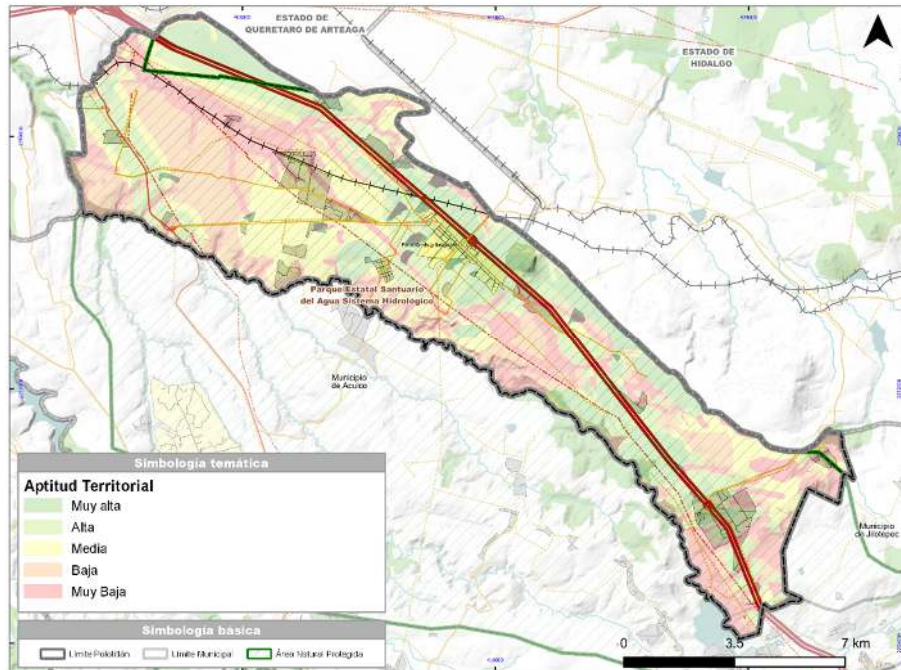 ESTADO DE
QUERETARO DE ARTEAGA
ESTADO DE
HIDALGO
Parque Estatal Santuario
del Agua Sistema Hidrológico
Municipio
de Aculco
Municipio
de Jilotepec
Simbología temática
Aptitud Territorial
Muy alta
Alta
Media
Baja
Muy Baja
Simbología básica
Límite Polotitlán
Límite Municipal
Área Natural Protegida
0 3.5 7 km